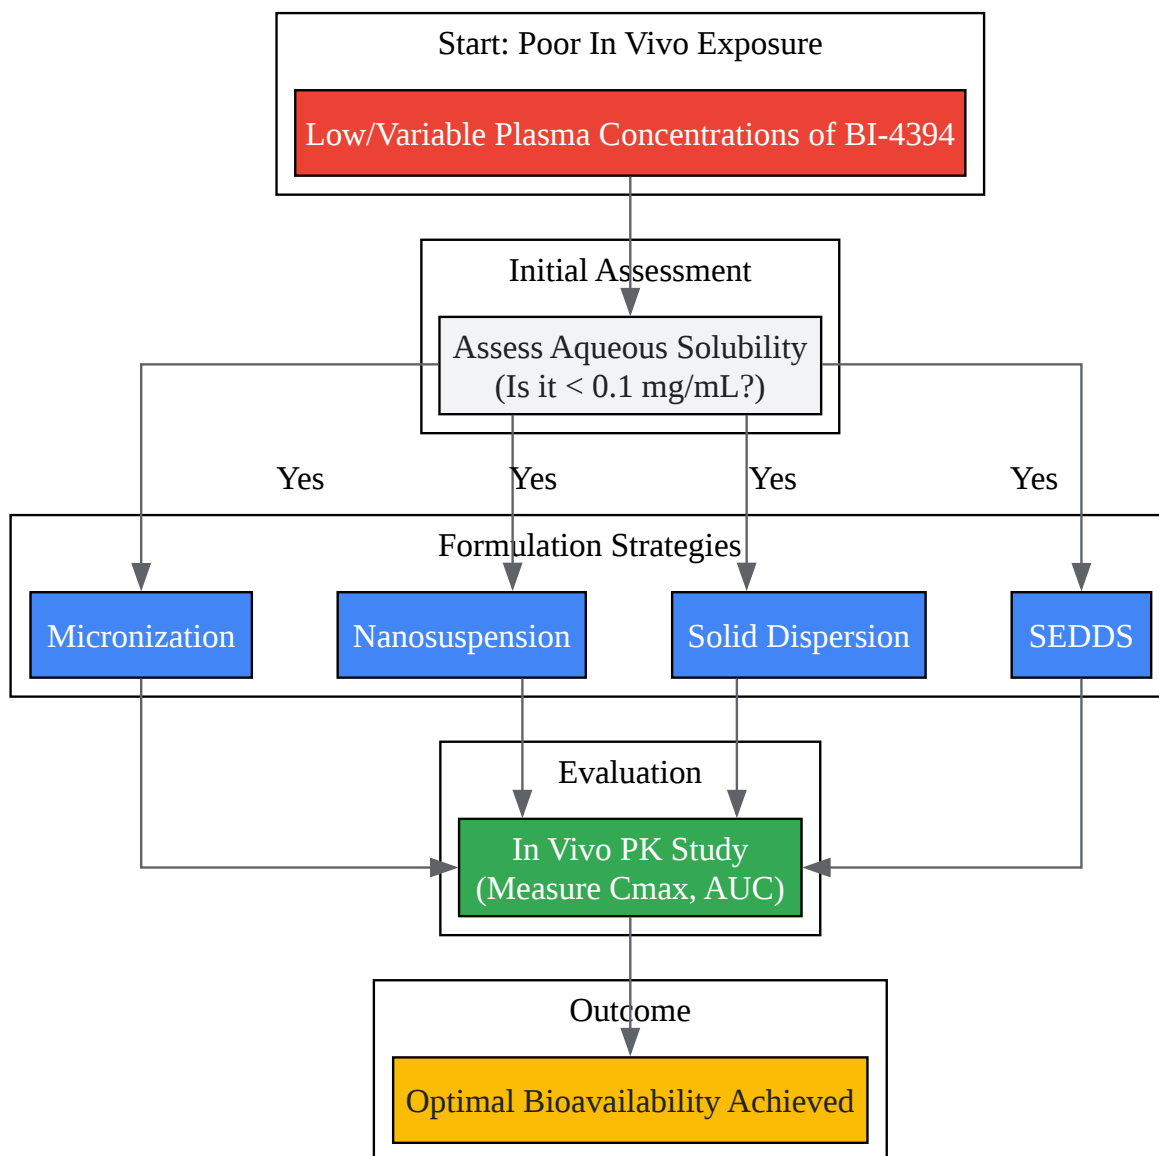 Start: Poor In Vivo Exposure
Low/Variable Plasma Concentrations of BI-4394
Initial Assessment
Assess Aqueous Solubility
(Is it < 0.1 mg/mL?)
Yes
Yes
Yes
Yes
Formulation Strategies
Micronization
Nanosuspension
Solid Dispersion
SEDDS
Evaluation
In Vivo PK Study
(Measure Cmax, AUC)
Outcome
Optimal Bioavailability Achieved